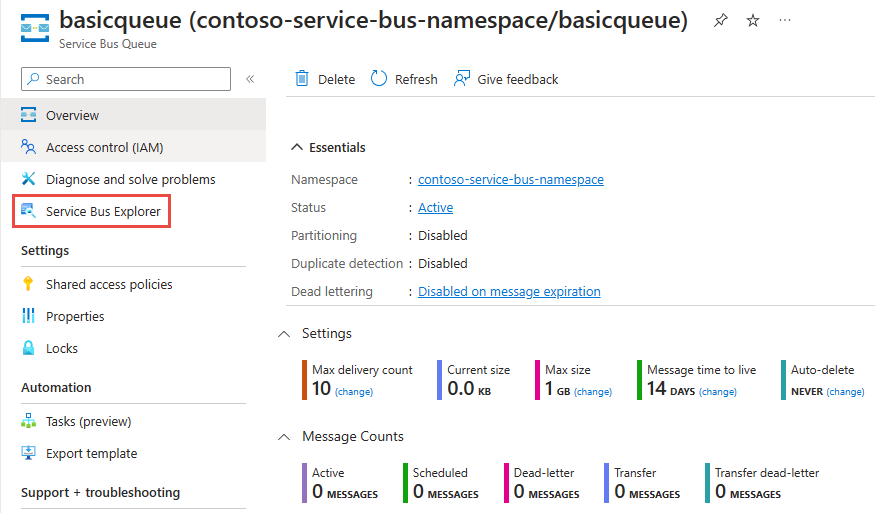 basicqueue (contoso-service-bus-namespace/basicqueue)
Service Bus Queue
Search
Overview
Access control (IAM)
Diagnose and solve problems
Service Bus Explorer
Settings
Shared access policies
Properties
Locks
Automation
Tasks (preview)
Export template
Support + troubleshooting
Delete Refresh Give feedback
Essentials
Namespace : contoso-service-bus-namespace
Status : Active
Partitioning : Disabled
Duplicate detection : Disabled
Dead lettering : Disabled on message expiration
Settings
Max delivery count Current size Max size Message time to live Auto-delete
10 (change) 0.0 KB 1 GB (change) 14 DAYS (change) NEVER (change)
Message Counts
Active Scheduled Dead-letter Transfer Transfer dead-letter
0 MESSAGES 0 MESSAGES 0 MESSAGES 0 MESSAGES 0 MESSAGES